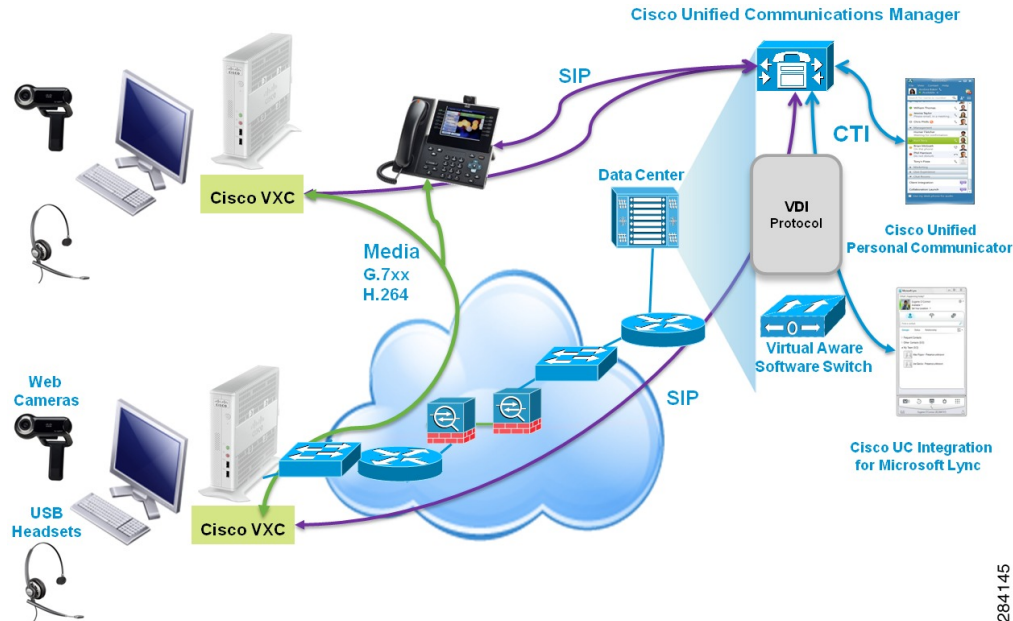 Cisco Unified Communications Manager
SIP
CTI
Cisco VXC
Data Center
VDI
Protocol
Cisco Unified
Personal Communicator
Media
G.7xx
H.264
Virtual Aware
Software Switch
Web
Cameras
SIP
Cisco UC Integration
for Microsoft Lync
USB
Headsets
Cisco VXC
284145